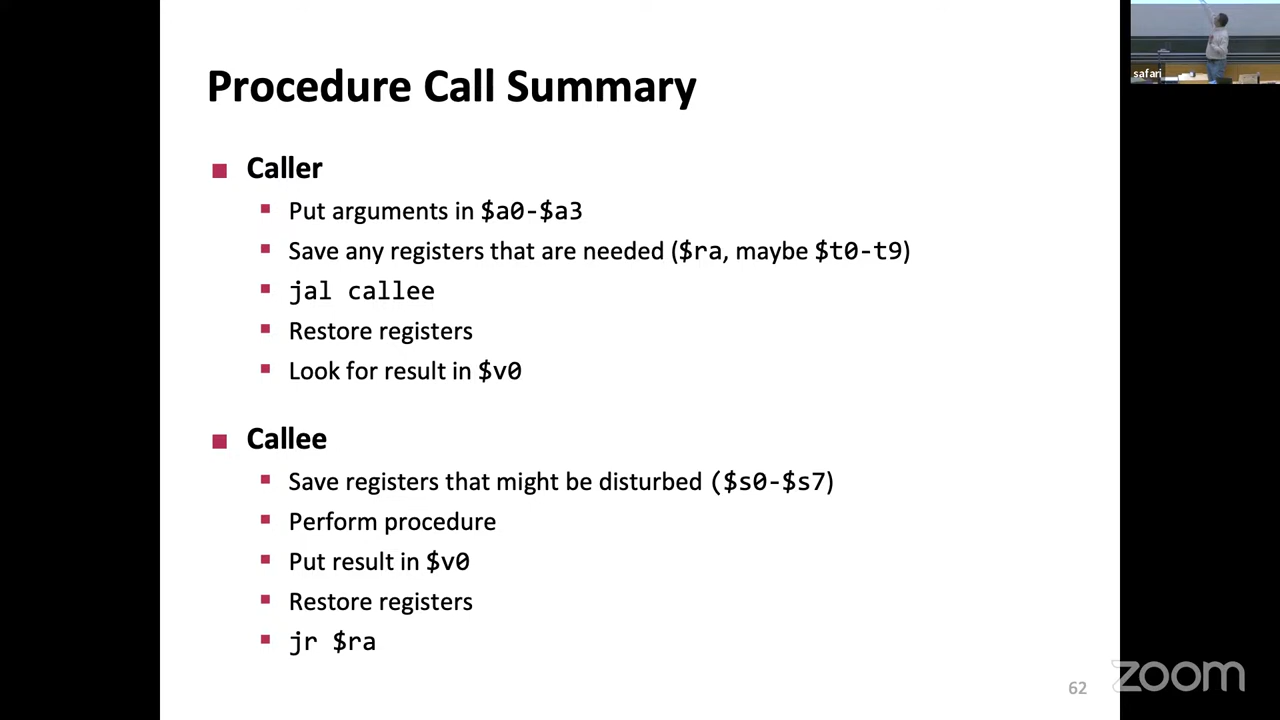 safari
Procedure Call Summary
Caller
Put arguments in $a0-$a3
Save any registers that are needed ($ra, maybe $t0-t9)
jal callee
Restore registers
Look for result in $v0
Callee
Save registers that might be disturbed ($s0-$s7)
Perform procedure
Put result in $v0
Restore registers
jr $ra
62
zoom